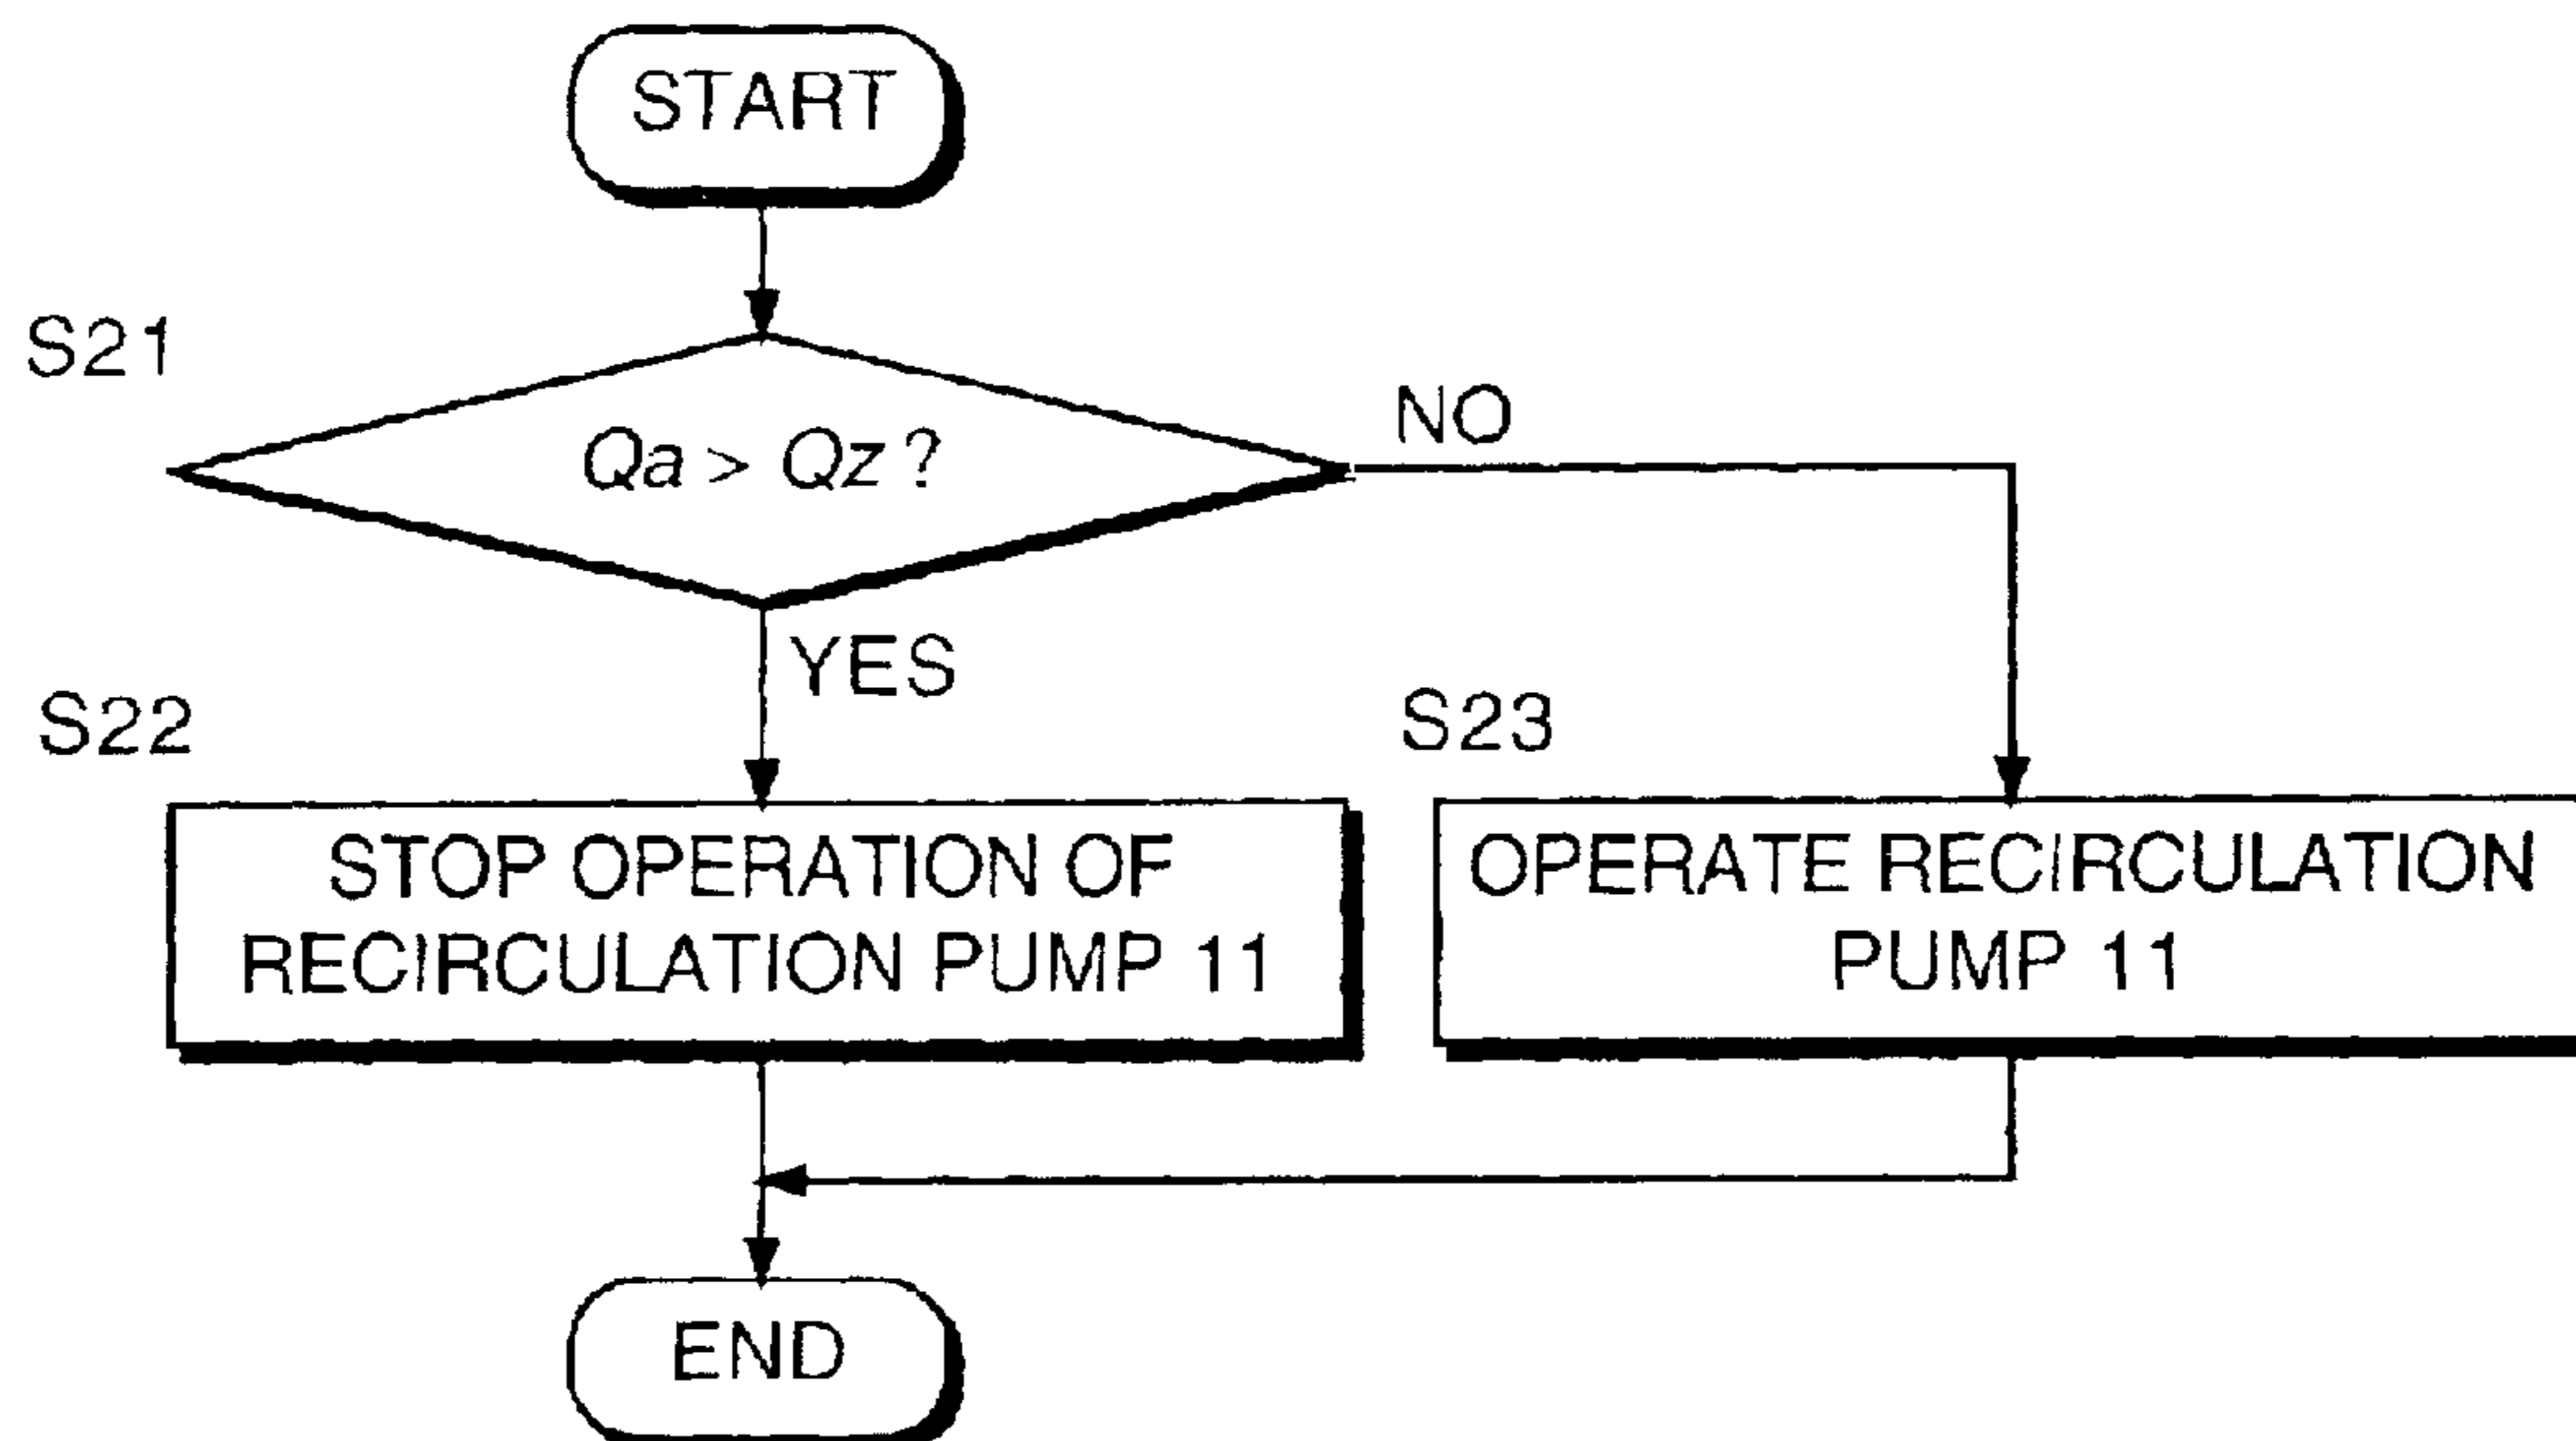 START
S21
Qa > Qz ?
NO
YES
S22
STOP OPERATION OF
RECIRCULATION PUMP 11
S23
OPERATE RECIRCULATION
PUMP 11
END